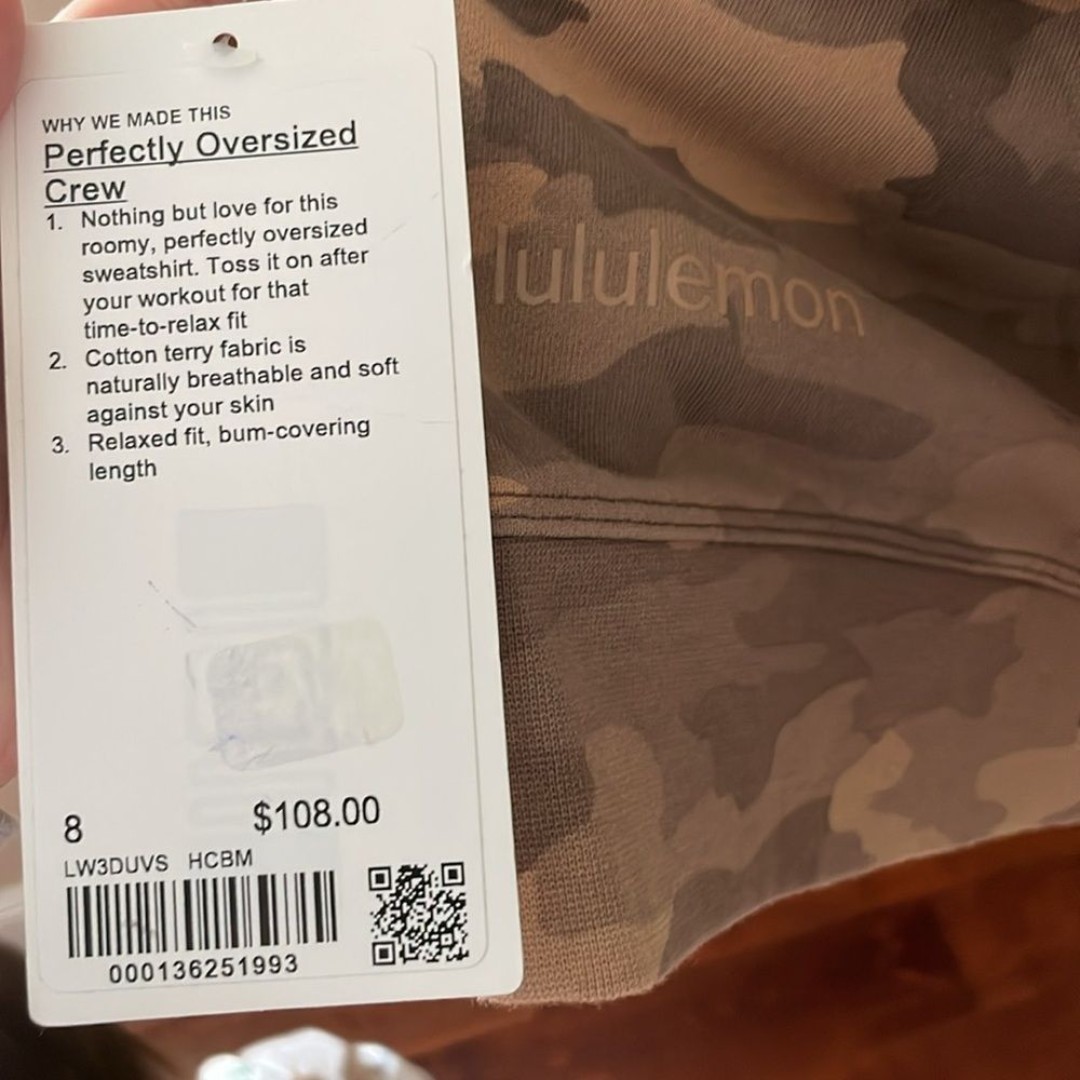 WHY WE MADE THIS
Perfectly Oversized
Crew
1. Nothing but love for this
roomy, perfectly oversized
sweatshirt. Toss it on after
your workout for that
time-to-relax fit
2. Cotton terry fabric is
naturally breathable and soft
against your skin
3. Relaxed fit, bum-covering
length
8 $108.00
LW3DUVS HCBM
000136251993
lululemon